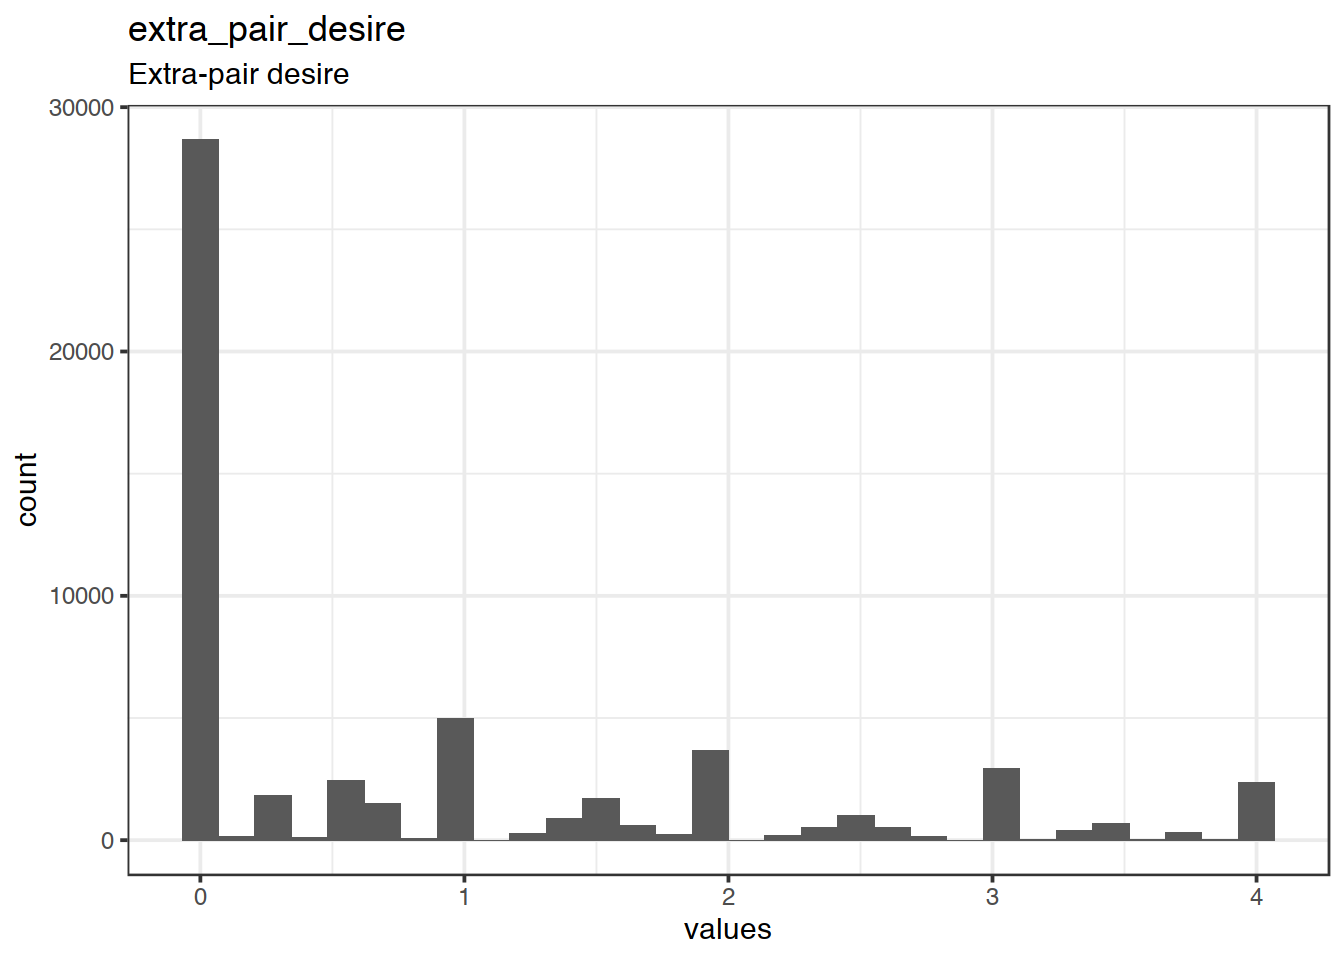 extra_pair_desire
Extra-pair desire
30000
20000
10000
0
count
0 1 2 3 4
values